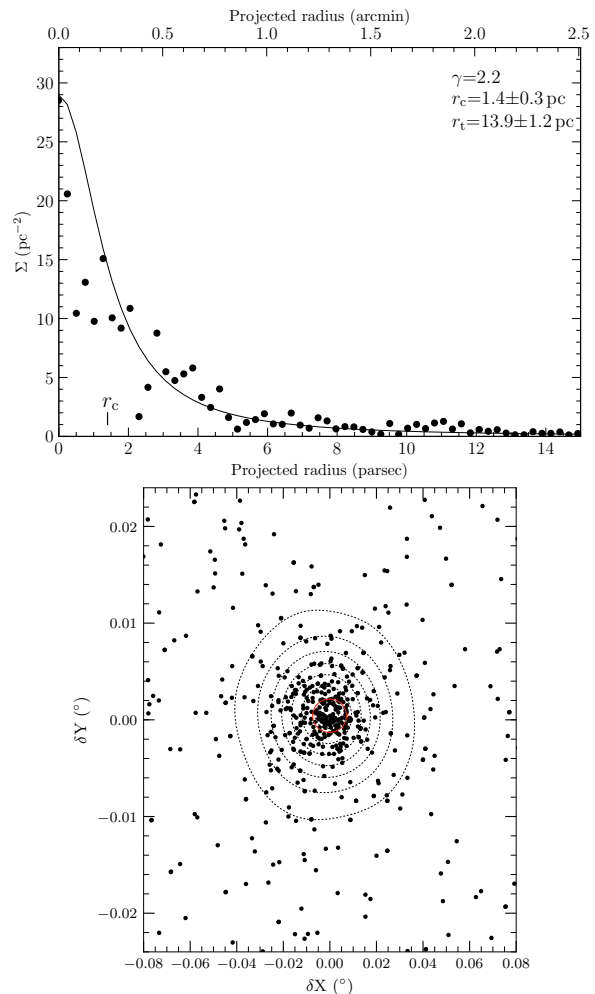 Projected radius (arcmin)
0.0 0.5 1.0 1.5 2.0 2.5
γ=2.2
r_c=1.4±0.3 pc
r_t=13.9±1.2 pc
Σ (pc⁻²)
30
25
20
15
10
5
0
r_c
0 2 4 6 8 10 12 14
Projected radius (parsec)
δY (°)
0.02
0.01
0.00
−0.01
−0.02
−0.08 −0.06 −0.04 −0.02 0.00 0.02 0.04 0.06 0.08
δX (°)